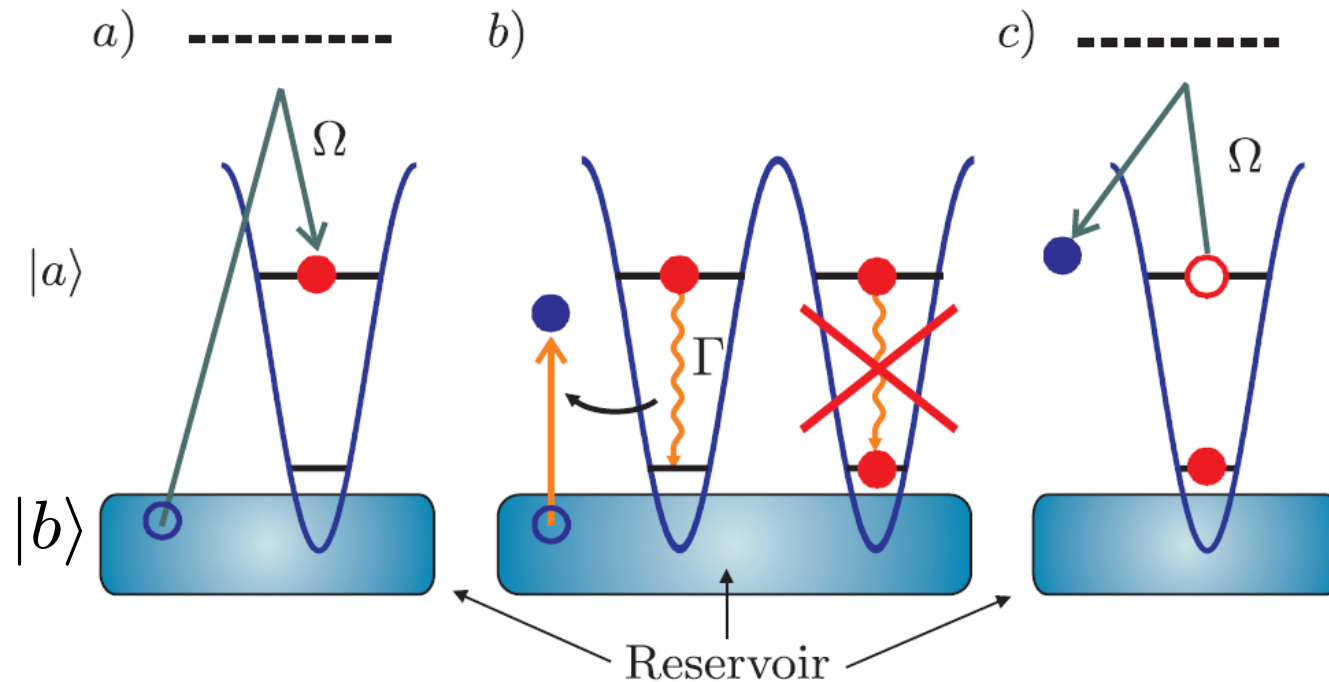 a)
b)
c)
Ω
Ω
|a⟩
Γ
|b⟩
Reservoir